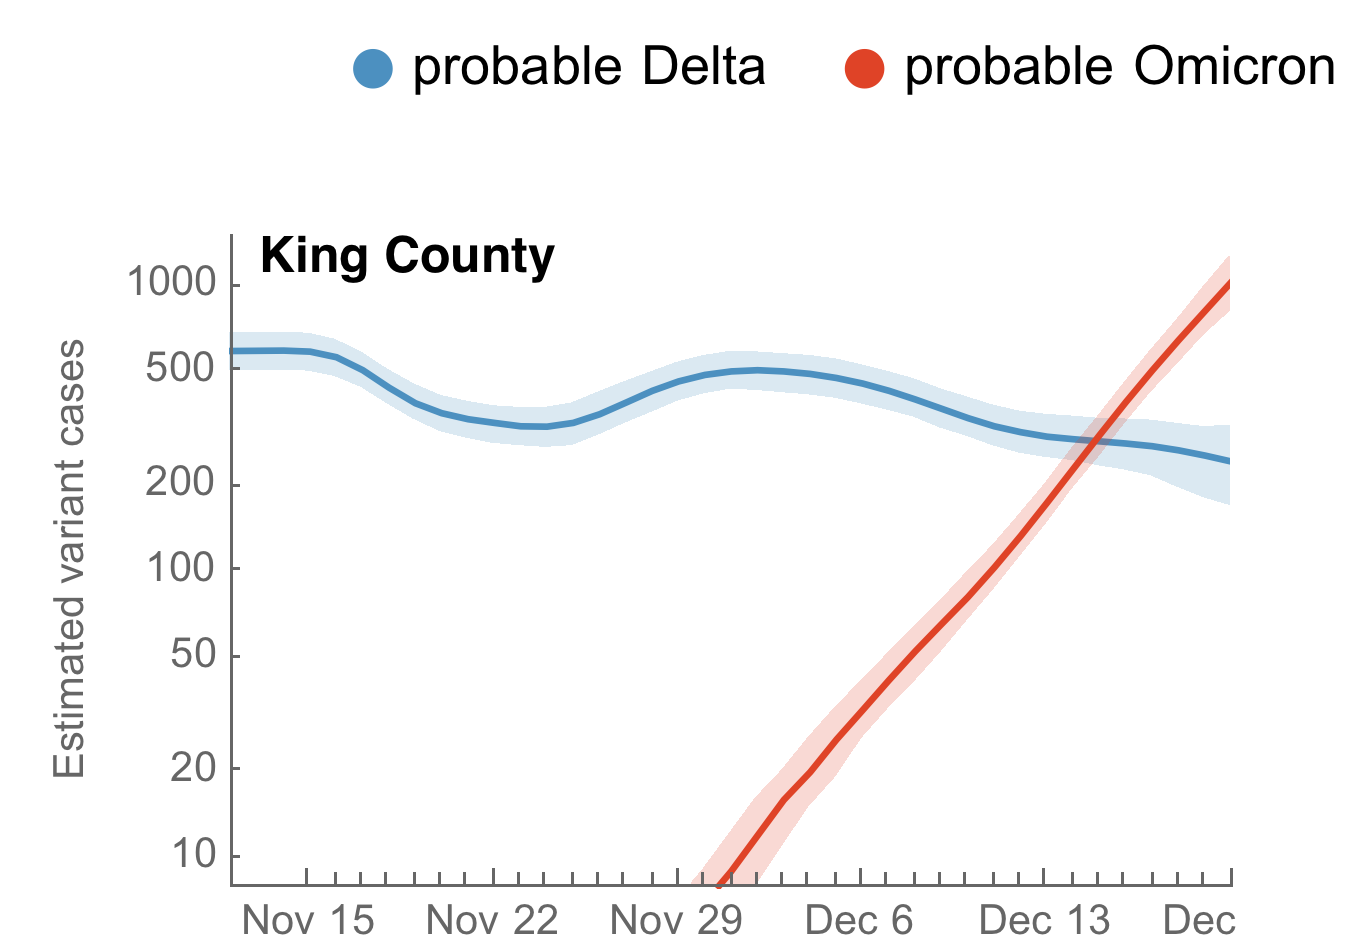 probable Delta probable Omicron
King County
Estimated variant cases
1000
500
200
100
50
20
10
Nov 15 Nov 22 Nov 29 Dec 6 Dec 13 Dec